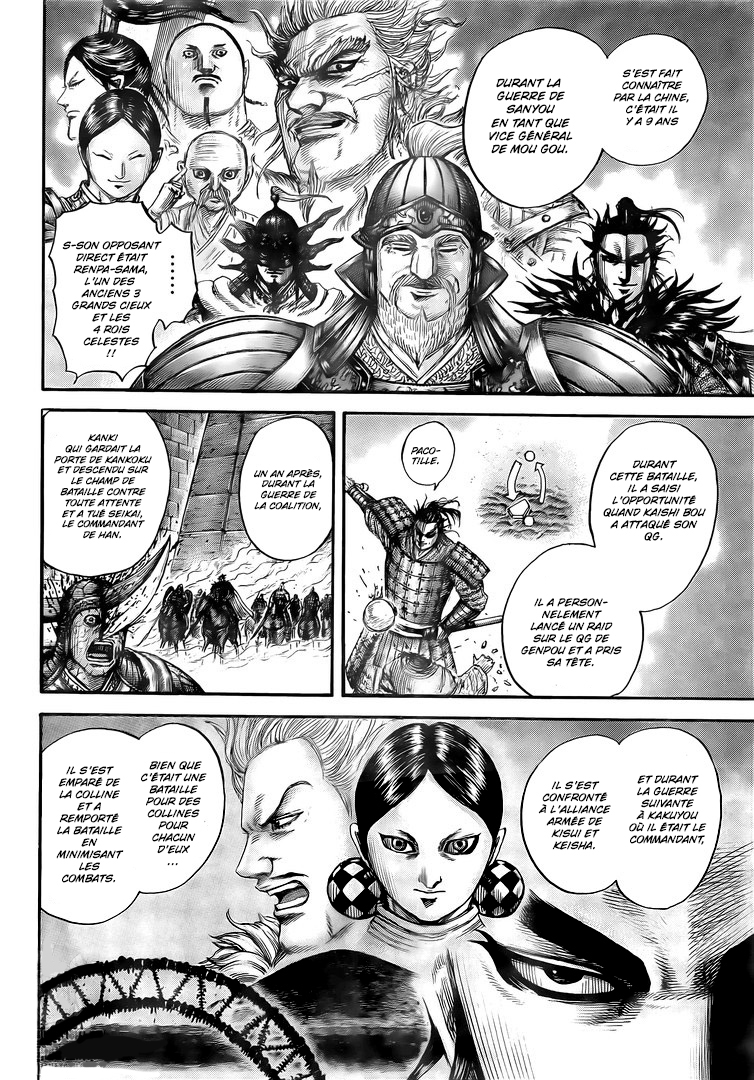 S'EST FAIT
CONNAÎTRE
PAR LA CHINE,
C'ÉTAIT IL
Y A 9 ANS
DURANT LA
GUERRE DE
SANYOU
EN TANT QUE
VICE GÉNÉRAL
DE MOU GOU.
......
S-SON OPPOSANT
DIRECT ÉTAIT
RENPA-SAMA,
L'UN DES
ANCIENS 3
GRANDS CIEUX
ET LES
4 ROIS
CELESTES
!!
DURANT
CETTE BATAILLE,
IL A SAISI
L'OPPORTUNITÉ
QUAND KAISHI BOU
A ATTAQUÉ SON
QG.
PACO-
TILLE.
IL A PERSON-
NELEMENT
LANCÉ UN RAID
SUR LE QG DE
GENPOU ET A PRIS
SA TÊTE.
UN AN APRÈS,
DURANT LA
GUERRE DE
LA COALITION,
KANKI
QUI GARDAIT LA
PORTE DE KANKOKU
ET DESCENDU SUR
LE CHAMP DE
BATAILLE CONTRE
TOUTE ATTENTE
ET A TUÉ SEIKAI,
LE COMMANDANT
DE HAN.
ET DURANT
LA GUERRE
SUIVANTE
À KAKUYOU
OÙ IL ÉTAIT LE
COMMANDANT,
IL S'EST
CONFRONTÉ
À L'ALLIANCE
ARMÉE DE
KISUI ET
KEISHA.
BIEN QUE
C'ÉTAIT UNE
BATAILLE
POUR DES
COLLINES
POUR
CHACUN
D'EUX
...
IL S'EST
EMPARÉ DE
LA COLLINE
ET A
REMPORTÉ
LA BATAILLE
EN
MINIMISANT
LES
COMBATS.